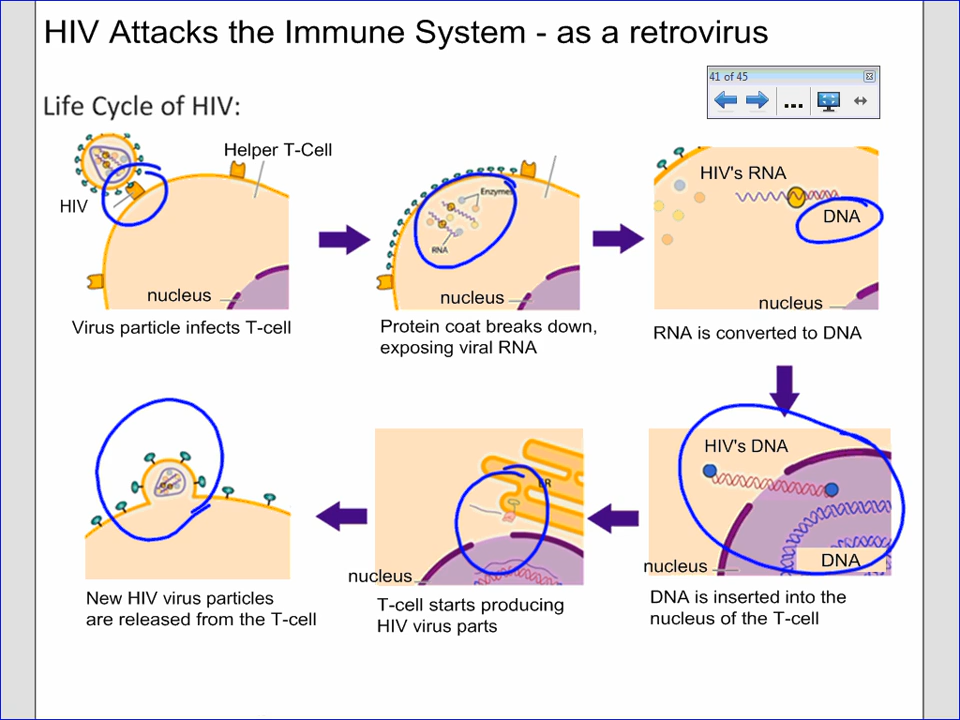 HIV Attacks the Immune System - as a retrovirus
41 of 45
Life Cycle of HIV:
Helper T-Cell
HIV
nucleus
Virus particle infects T-cell
Enzymes
RNA
nucleus
Protein coat breaks down,
exposing viral RNA
HIV's RNA
DNA
nucleus
RNA is converted to DNA
HIV's DNA
DNA
nucleus
DNA is inserted into the
nucleus of the T-cell
ER
nucleus
T-cell starts producing
HIV virus parts
New HIV virus particles
are released from the T-cell